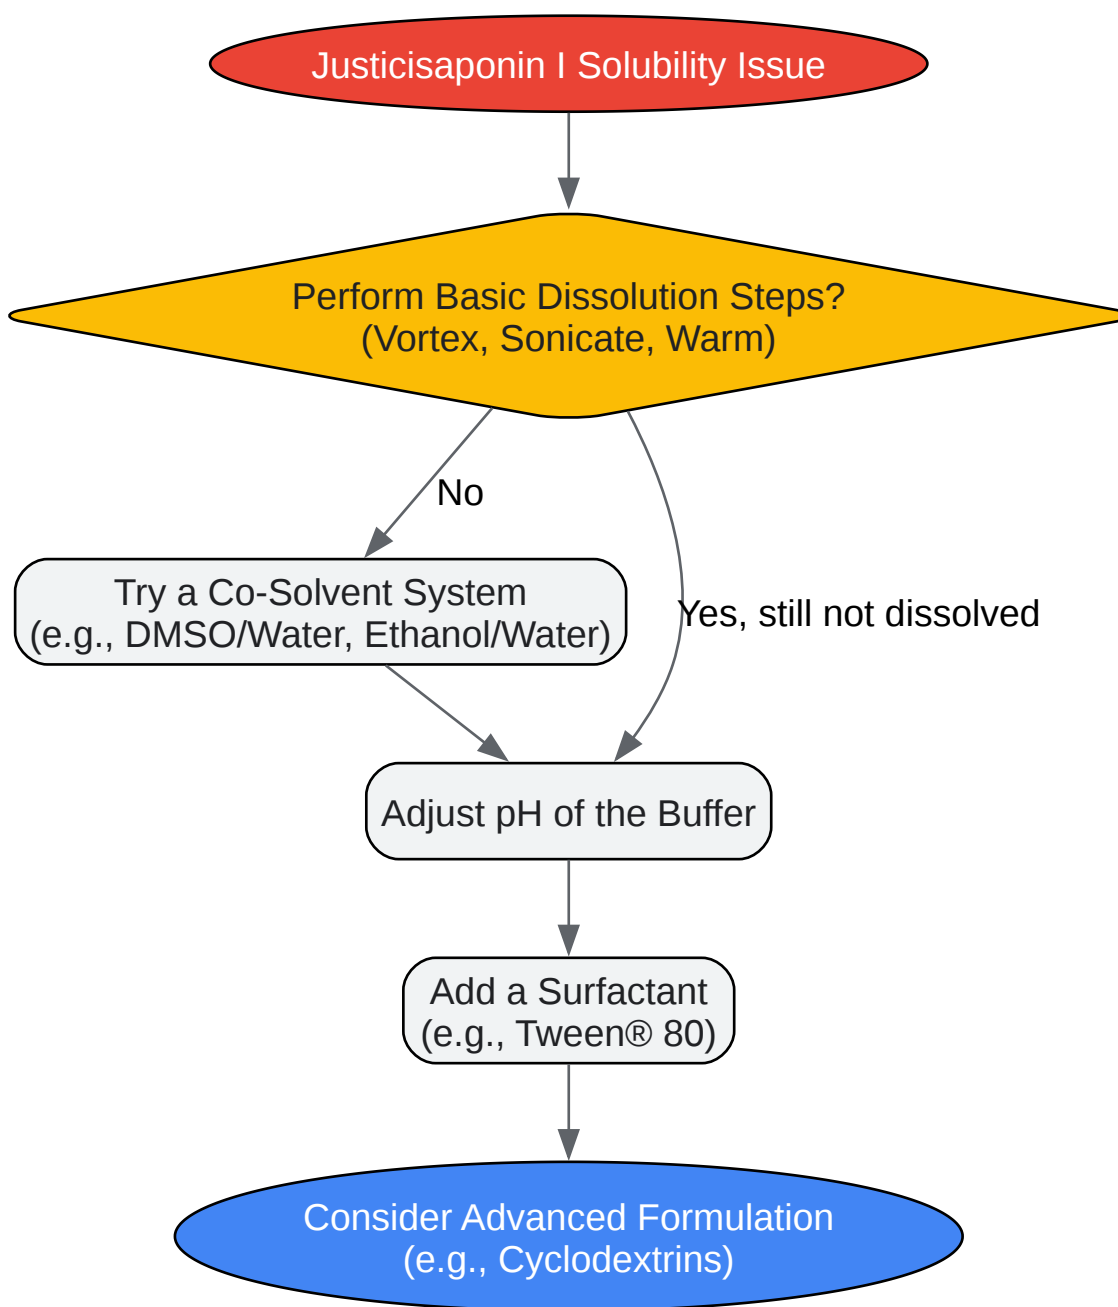 Justicisaponin I Solubility Issue
Perform Basic Dissolution Steps?
(Vortex, Sonicate, Warm)
No
Try a Co-Solvent System
(e.g., DMSO/Water, Ethanol/Water)
Yes, still not dissolved
Adjust pH of the Buffer
Add a Surfactant
(e.g., Tween® 80)
Consider Advanced Formulation
(e.g., Cyclodextrins)